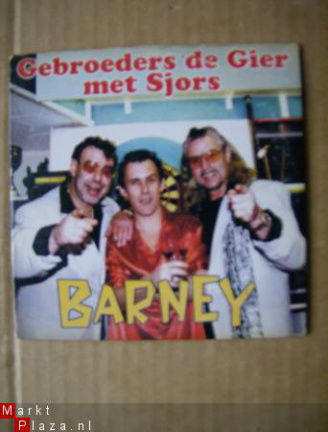 Gebroeders de Gier
met Sjors
BARNEY
Markt
Plaza.nl